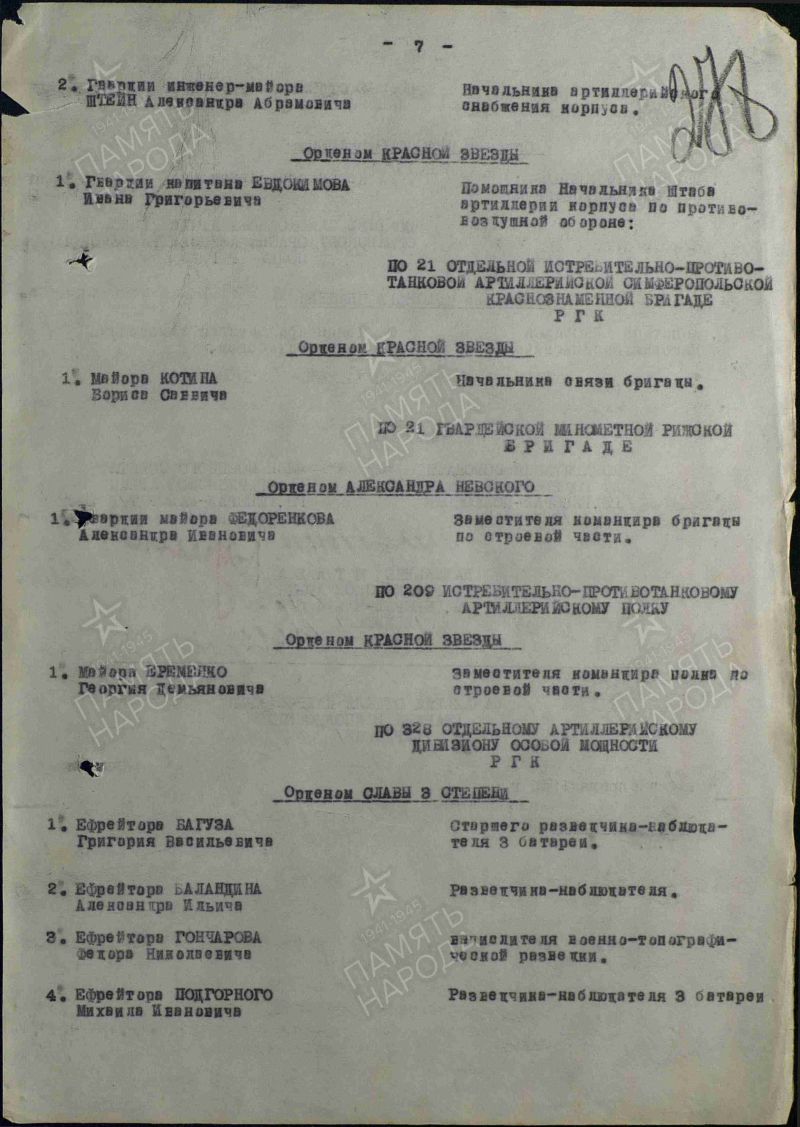 - 7 -
278
2. Гвардии инженер-майора
ШТЕЙН Александра Абрамовича
Начальника артиллерийского
снабжения корпуса.
Орденом КРАСНОЙ ЗВЕЗДЫ
1. Гвардии капитана ЕВДОКИМОВА
Ивана Григорьевича
Помощника Начальника Штаба
артиллерии корпуса по противо-
воздушной обороне:
ПО 21 ОТДЕЛЬНОЙ ИСТРЕБИТЕЛЬНО-ПРОТИВО-
ТАНКОВОЙ АРТИЛЛЕРИЙСКОЙ СИМФЕРОПОЛЬСКОЙ
КРАСНОЗНАМЕННОЙ БРИГАДЕ
Р Г К
Орденом КРАСНОЙ ЗВЕЗДЫ
1. Майора КОТИНА
Бориса Саввича
Начальника связи бригады.
ПО 21 ГВАРДЕЙСКОЙ МИНОМЕТНОЙ РИЖСКОЙ
Б Р И Г А Д Е
Орденом АЛЕКСАНДРА НЕВСКОГО
1. Гвардии майора ФЕДОРЕНКОВА
Александра Ивановича
Заместителя командира бригады
по строевой части.
ПО 209 ИСТРЕБИТЕЛЬНО-ПРОТИВОТАНКОВОМУ
АРТИЛЛЕРИЙСКОМУ ПОЛКУ
Орденом КРАСНОЙ ЗВЕЗДЫ
1. Майора ЕРЕМЕНКО
Георгия Демьяновича
Заместителя командира полка по
строевой части.
ПО 328 ОТДЕЛЬНОМУ АРТИЛЛЕРИЙСКОМУ
ДИВИЗИОНУ ОСОБОЙ МОЩНОСТИ
Р Г К
Орденом СЛАВЫ 3 СТЕПЕНИ
1. Ефрейтора БАГУЗА
Григория Васильевича
Старшего разведчика-наблюда-
теля 3 батареи.
2. Ефрейтора БАЛАНДИНА
Александра Ильича
Разведчика-наблюдателя.
3. Ефрейтора ГОНЧАРОВА
Федора Николаевича
вычислителя военно-топографи-
ческой разведки.
4. Ефрейтора ПОДГОРНОГО
Михаила Ивановича
Разведчика-наблюдателя 3 батареи
1941-1945
ПАМЯТЬ
НАРОДА